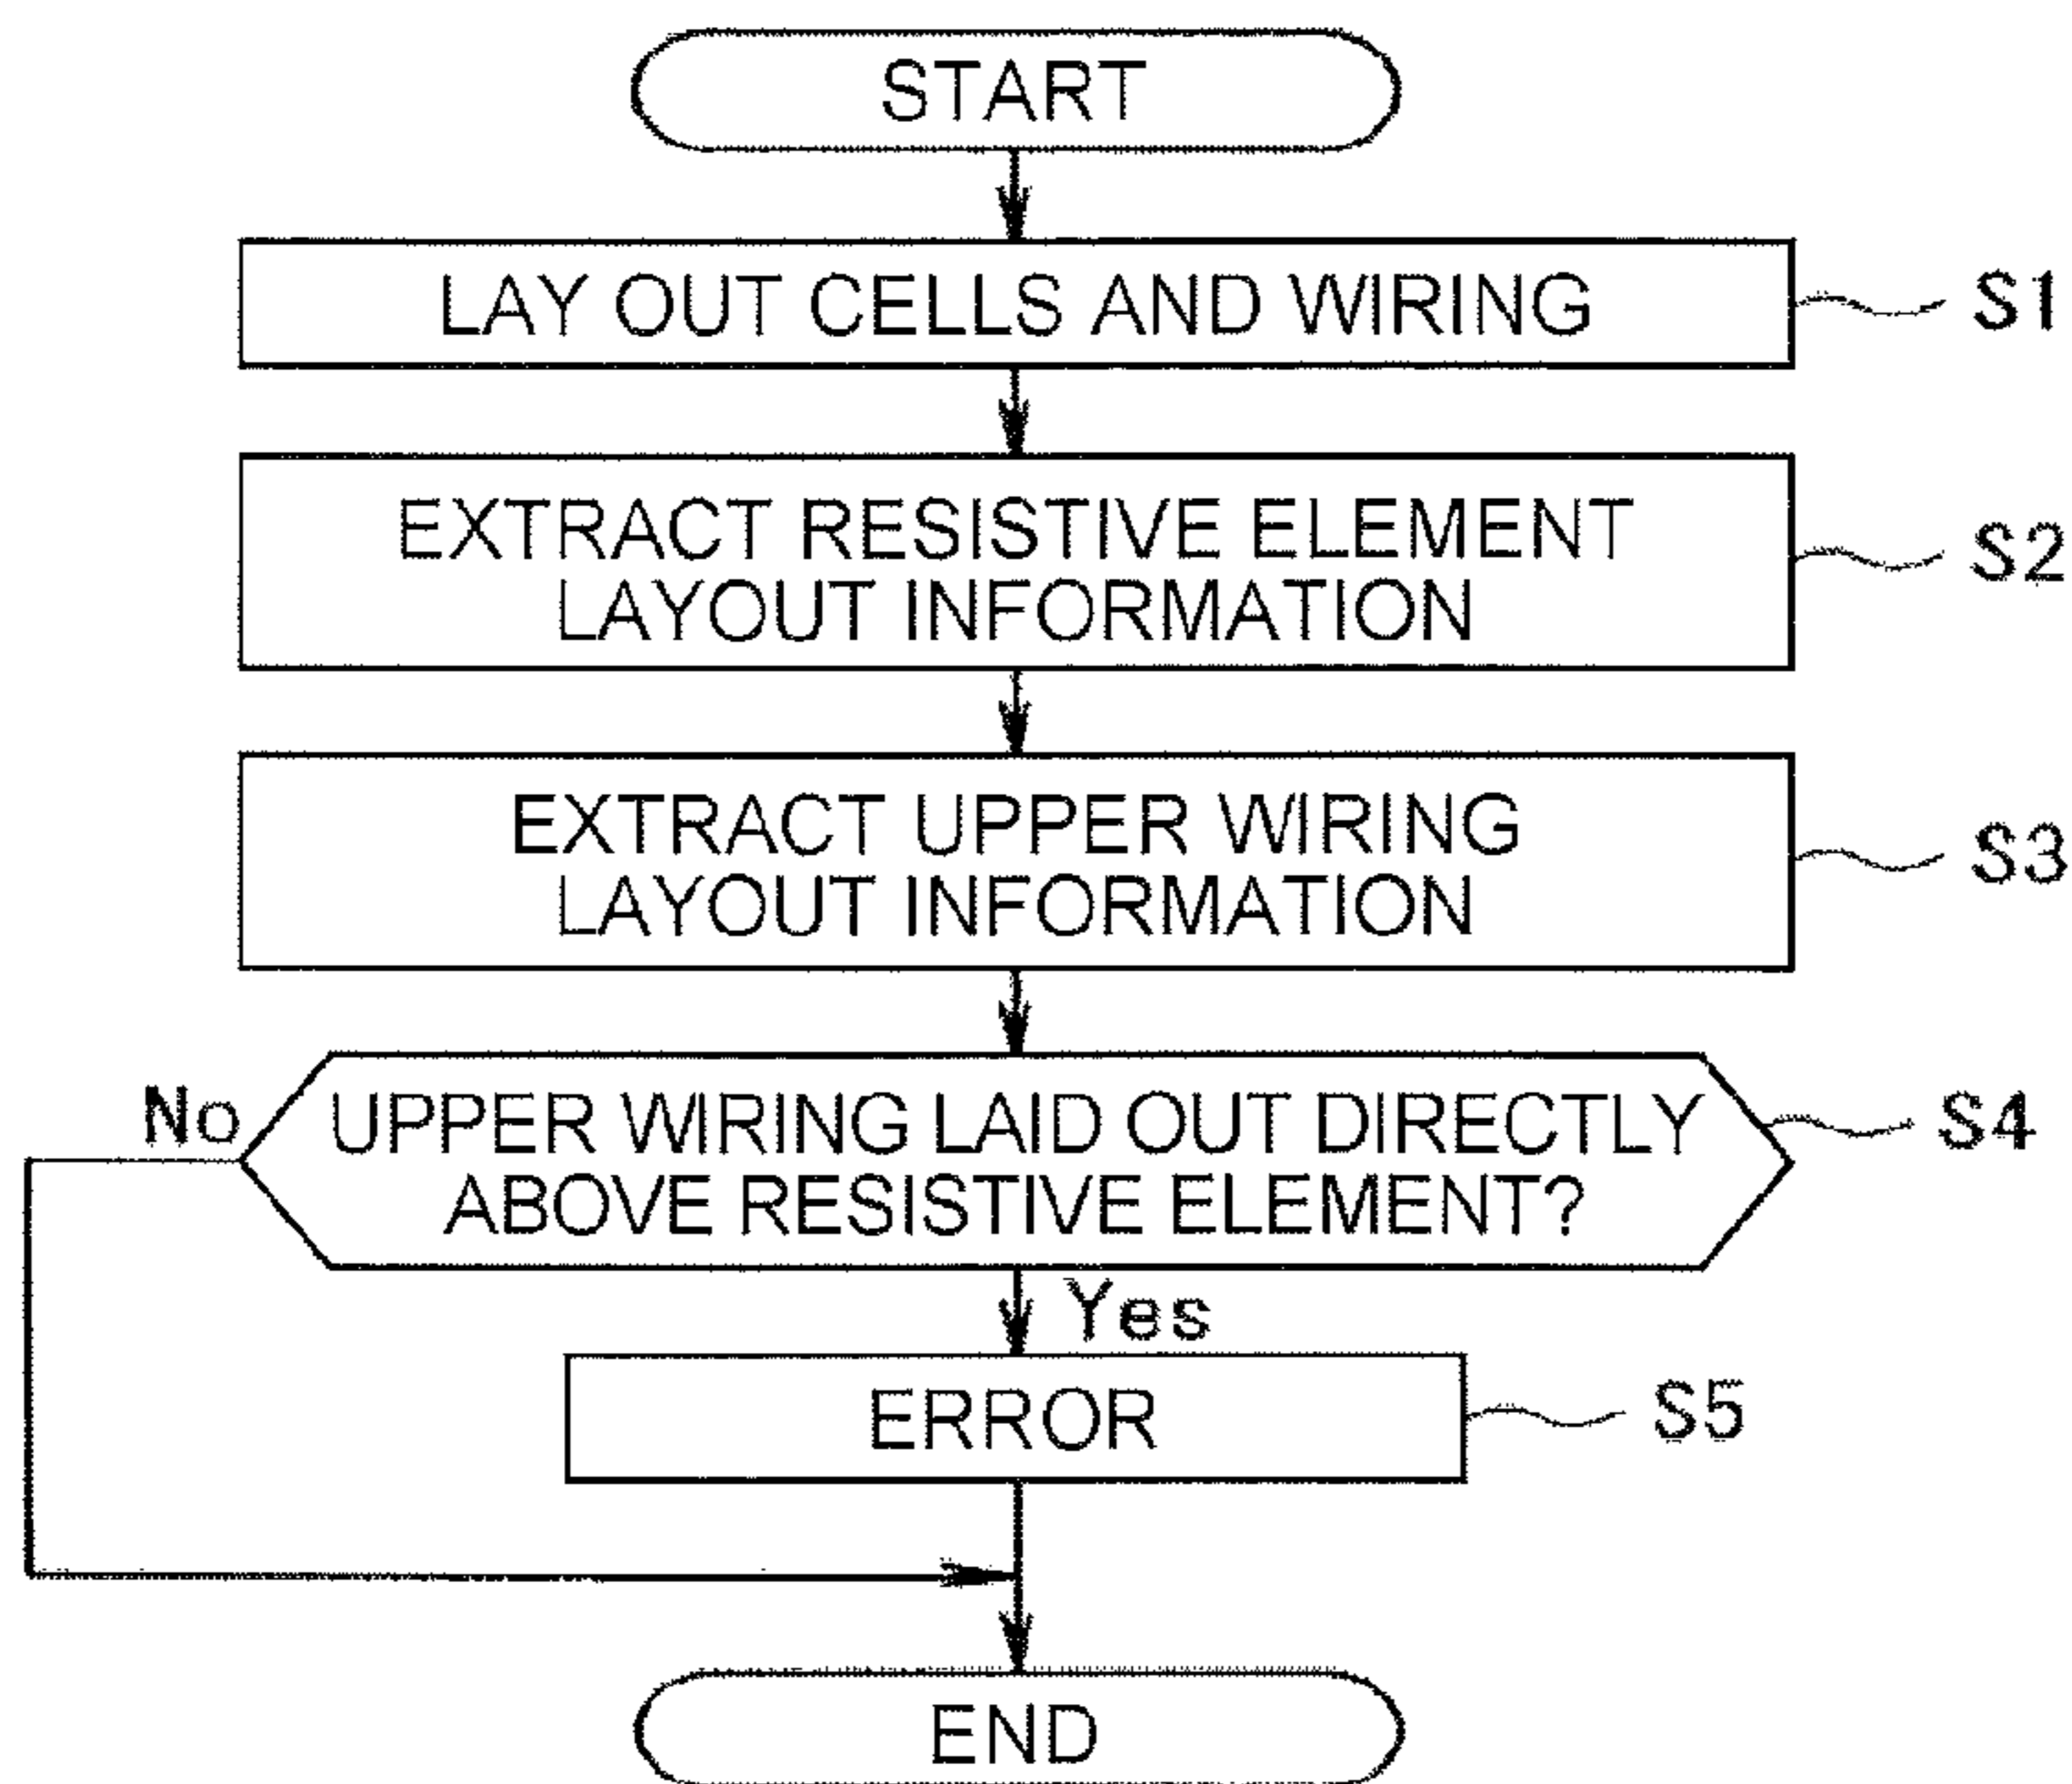 START
LAY OUT CELLS AND WIRING
S1
EXTRACT RESISTIVE ELEMENT
LAYOUT INFORMATION
S2
EXTRACT UPPER WIRING
LAYOUT INFORMATION
S3
No
UPPER WIRING LAID OUT DIRECTLY
ABOVE RESISTIVE ELEMENT?
S4
Yes
ERROR
S5
END